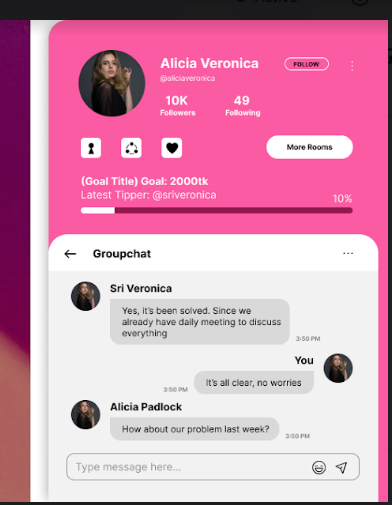 Alicia Veronica
FOLLOW
@aliciaveronica
10K
Followers
49
Following
More Rooms
(Goal Title) Goal: 2000tk
Latest Tipper: @sriveronica
10%
Groupchat
Sri Veronica
Yes, it's been solved. Since we
already have daily meeting to discuss
everything
3:50 PM
You
3:50 PM
It's all clear, no worries
Alicia Padlock
How about our problem last week?
3:50 PM
Type message here...